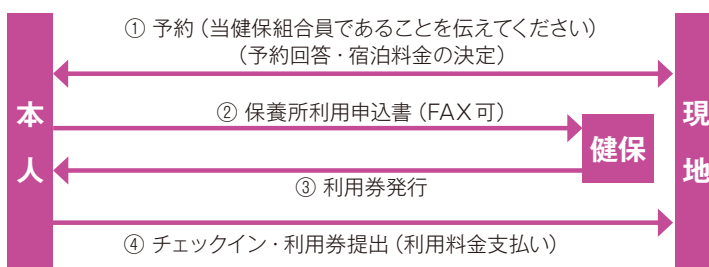 ① 予約（当健保組合員であることを伝えてください）
（予約回答・宿泊料金の決定）
本人
② 保養所利用申込書（FAX可）
健保
現地
③ 利用券発行
④ チェックイン・利用券提出（利用料金支払い）